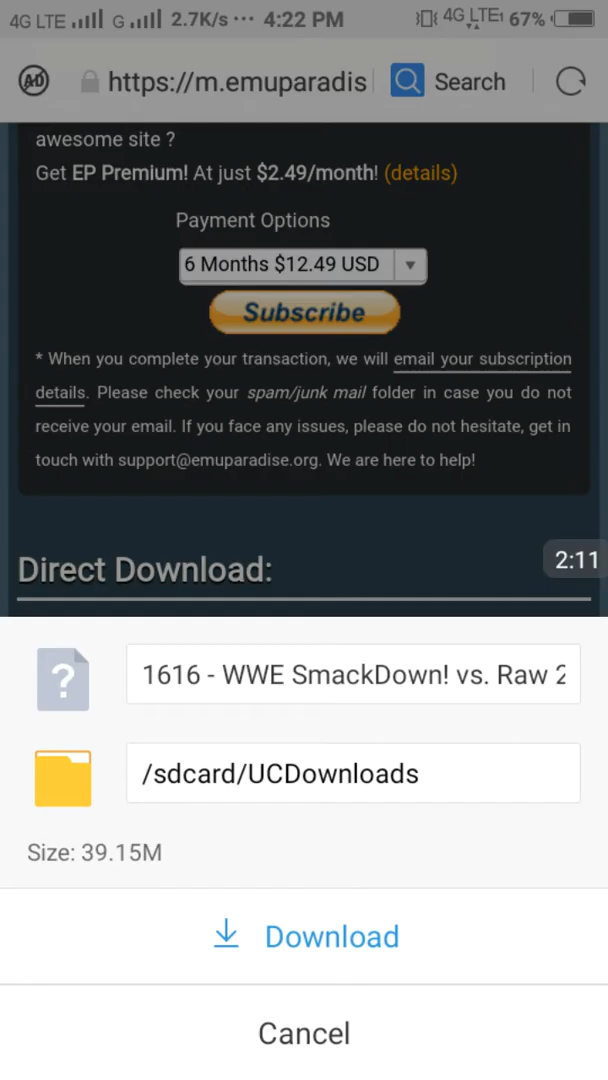 4G LTE G 2.7K/s ··· 4:22 PM 4G LTE1 67%
AD https://m.emuparadis Search
awesome site ?
Get EP Premium! At just $2.49/month! (details)
Payment Options
6 Months $12.49 USD
Subscribe
* When you complete your transaction, we will email your subscription
details. Please check your spam/junk mail folder in case you do not
receive your email. If you face any issues, please do not hesitate, get in
touch with support@emuparadise.org. We are here to help!
2:11
Direct Download:
? 1616 - WWE SmackDown! vs. Raw 2
/sdcard/UCDownloads
Size: 39.15M
Download
Cancel